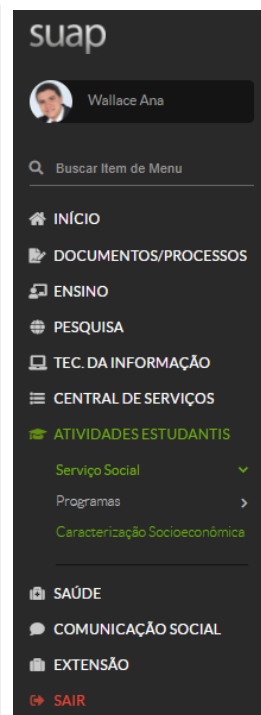 suap
Wallace Ana
Buscar Item de Menu
INÍCIO
DOCUMENTOS/PROCESSOS
ENSINO
PESQUISA
TEC. DA INFORMAÇÃO
CENTRAL DE SERVIÇOS
ATIVIDADES ESTUDANTIS
Serviço Social
Programas
Caracterização Socioeconômica
SAÚDE
COMUNICAÇÃO SOCIAL
EXTENSÃO
SAIR